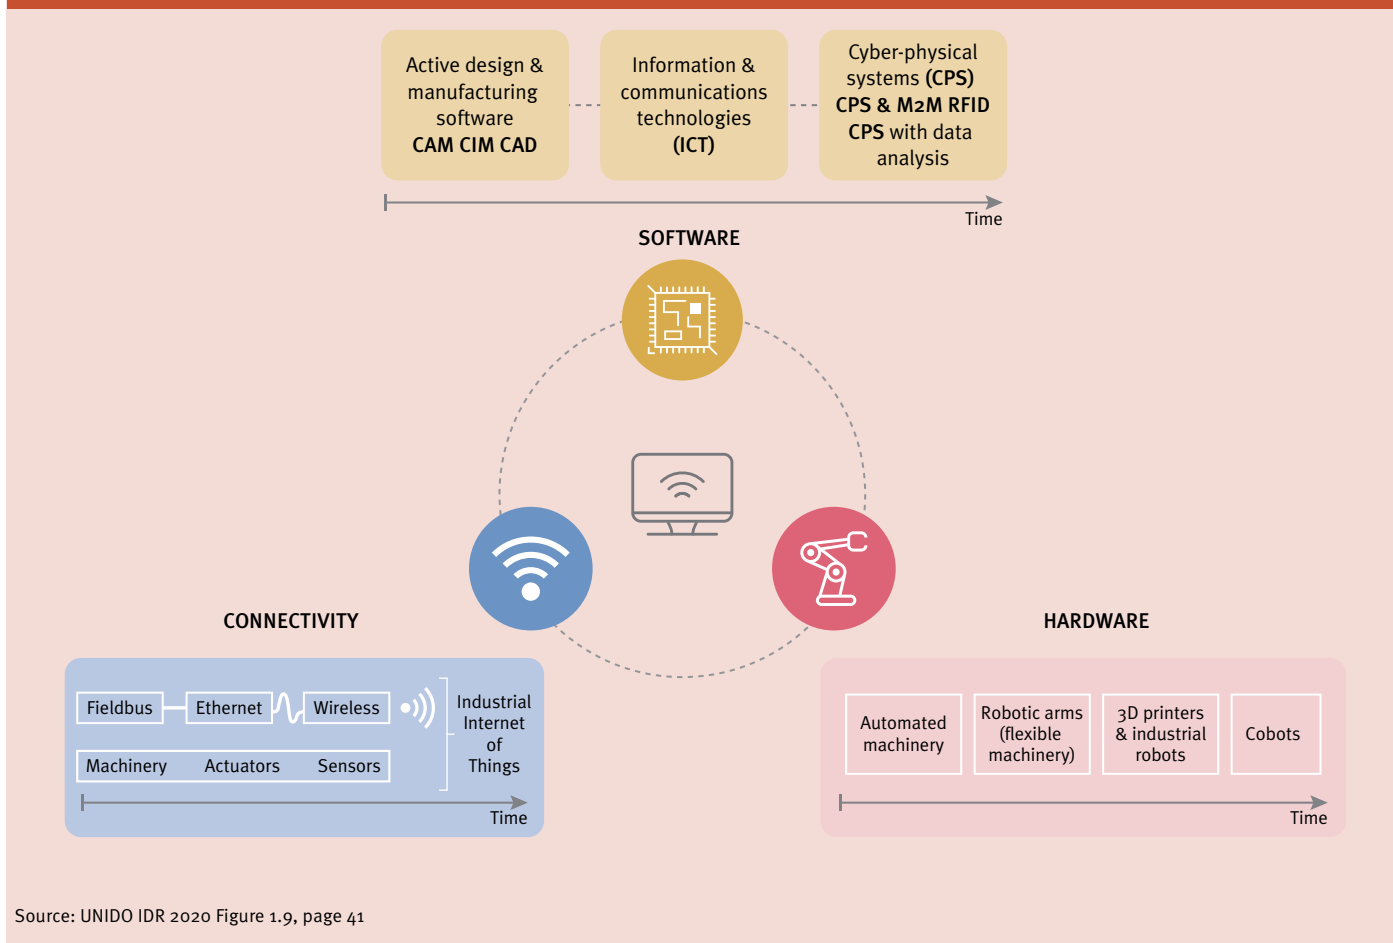 Active design &
manufacturing
software
CAM CIM CAD
Information &
communications
technologies
(ICT)
Cyber-physical
systems (CPS)
CPS & M2M RFID
CPS with data
analysis
Time
SOFTWARE
CONNECTIVITY
Fieldbus
Ethernet
Wireless
Machinery
Actuators
Sensors
Industrial
Internet
of
Things
Time
HARDWARE
Automated
machinery
Robotic arms
(flexible
machinery)
3D printers
& industrial
robots
Cobots
Time
Source: UNIDO IDR 2020 Figure 1.9, page 41